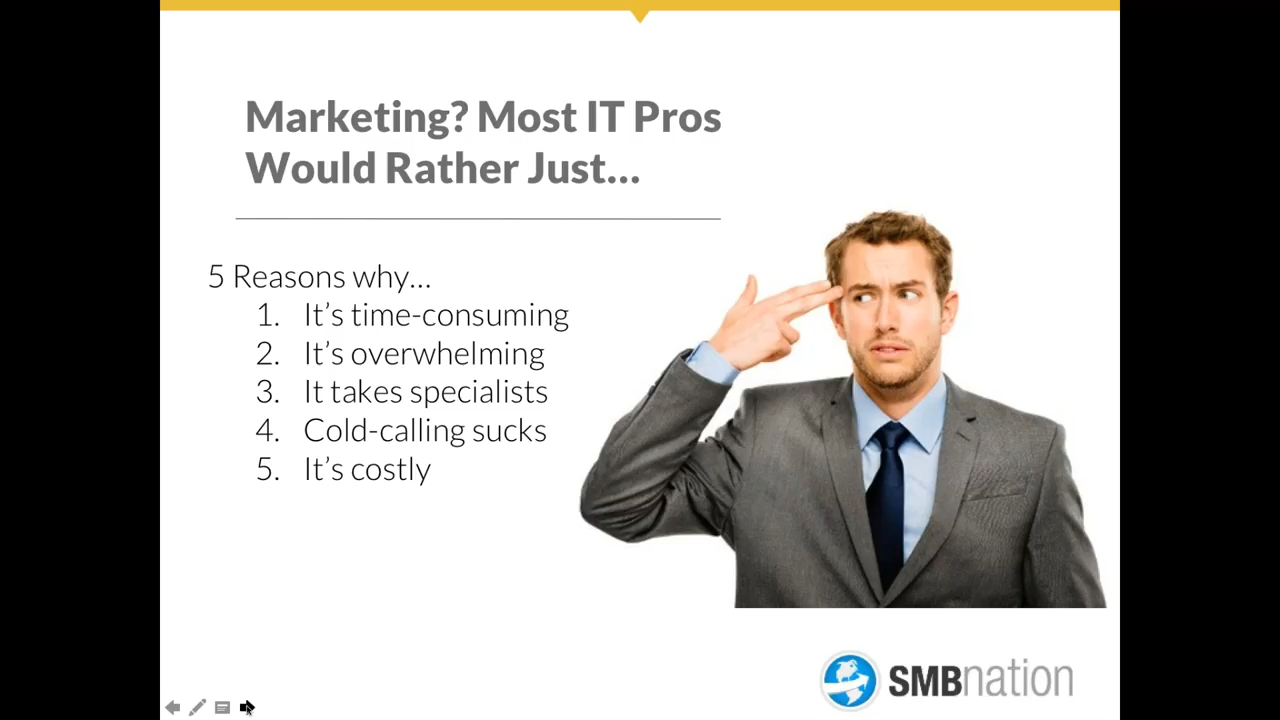 Marketing? Most IT Pros
Would Rather Just...
5 Reasons why...
1. It's time-consuming
2. It's overwhelming
3. It takes specialists
4. Cold-calling sucks
5. It's costly
SMBnation